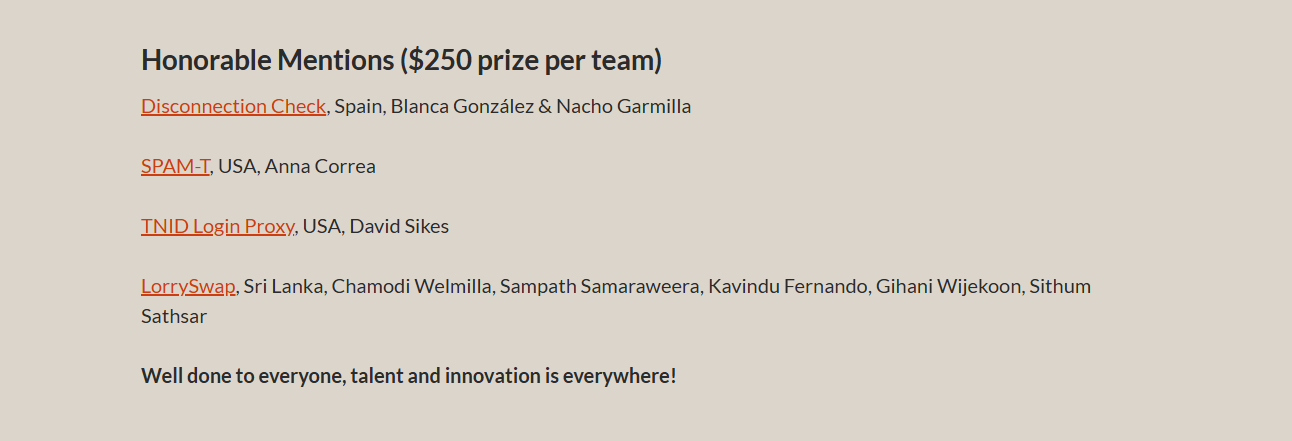 Honorable Mentions ($250 prize per team)
Disconnection Check, Spain, Blanca González & Nacho Garmilla
SPAM-T, USA, Anna Correa
TNID Login Proxy, USA, David Sikes
LorrySwap, Sri Lanka, Chamodi Welmilla, Sampath Samaraweera, Kavindu Fernando, Gihani Wijekoon, Sithum
Sathsar
Well done to everyone, talent and innovation is everywhere!